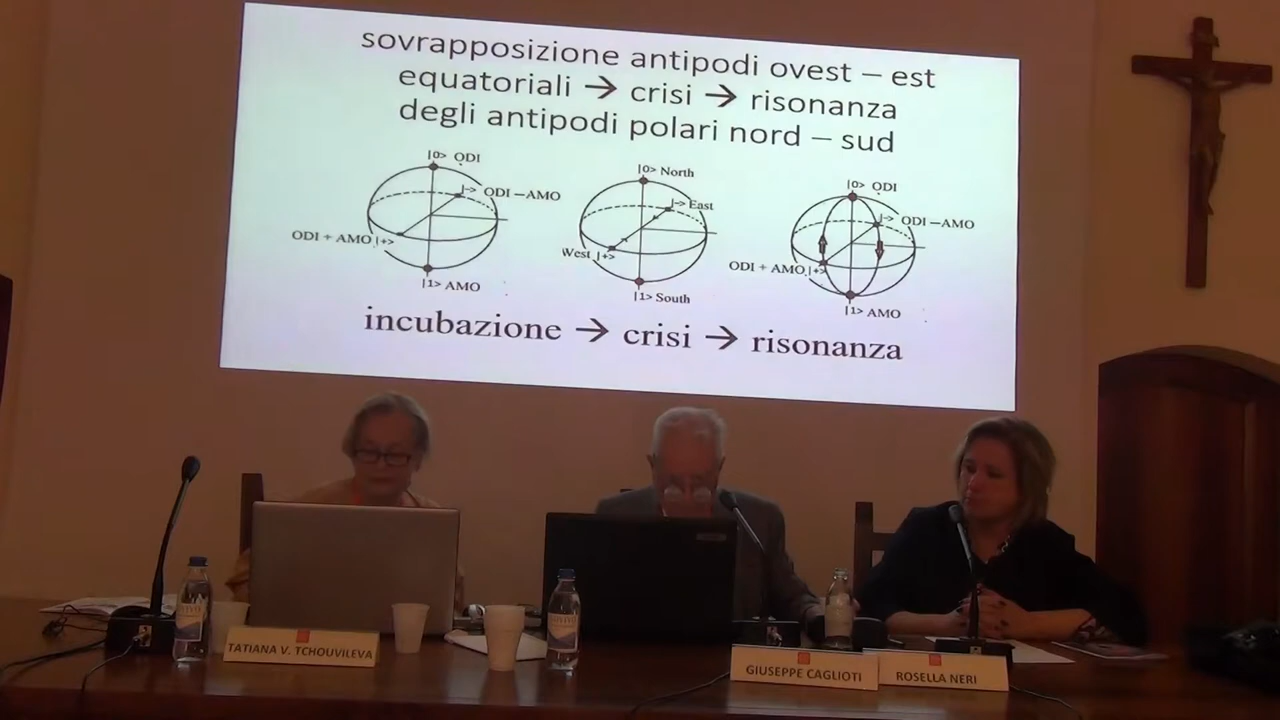 sovrapposizione antipodi ovest – est
equatoriali → crisi → risonanza
degli antipodi polari nord – sud
|0> ODI
|-> ODI – AMO
ODI + AMO |+>
|1> AMO
|0> North
|-> East
West |+>
|1> South
|0> ODI
|-> ODI – AMO
ODI + AMO |+>
|1> AMO
incubazione → crisi → risonanza
TATIANA V. TCHOUVILEVA
GIUSEPPE CAGLIOTI
ROSELLA NERI